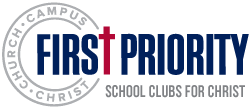 CHURCH · CAMPUS · CHRIST
FIRST PRIORITY
SCHOOL CLUBS FOR CHRIST